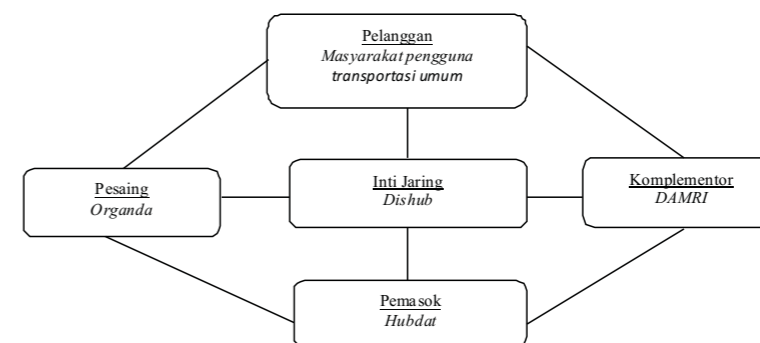 Pelanggan
Masyarakat pengguna
transportasi umum
Pesaing
Organda
Inti Jaring
Dishub
Komplementor
DAMRI
Pemasok
Hubdat